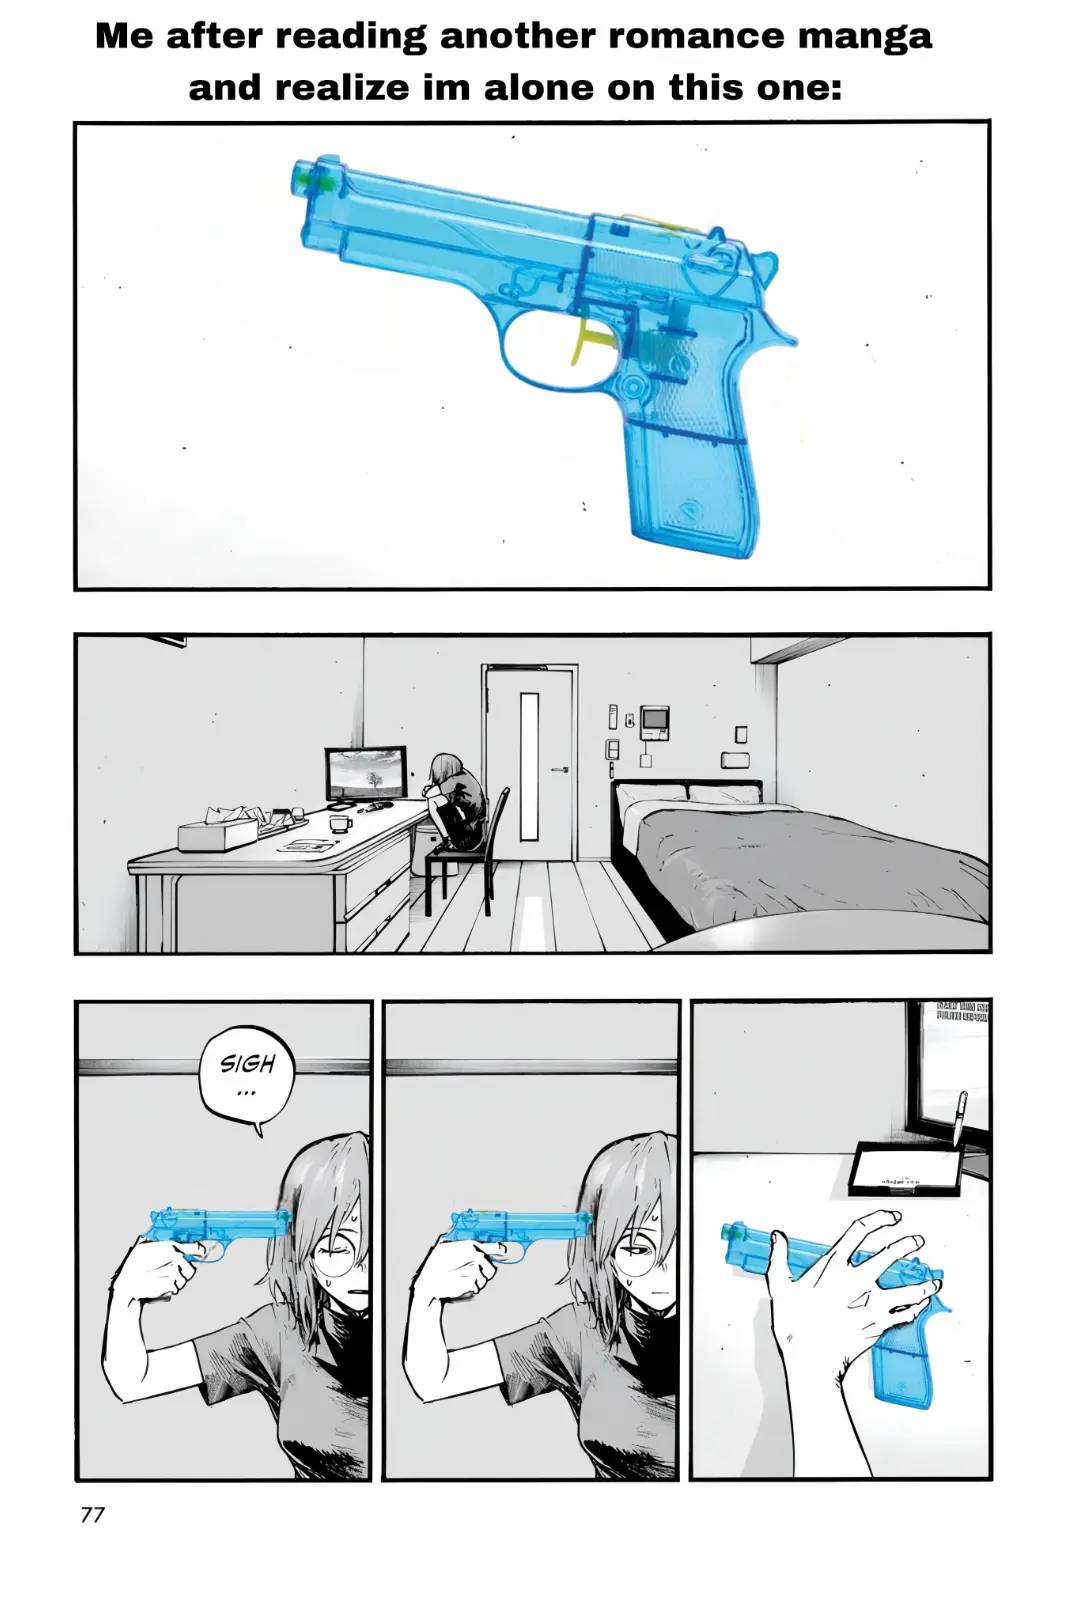 Me after reading another romance manga
and realize im alone on this one:
SIGH
...
77